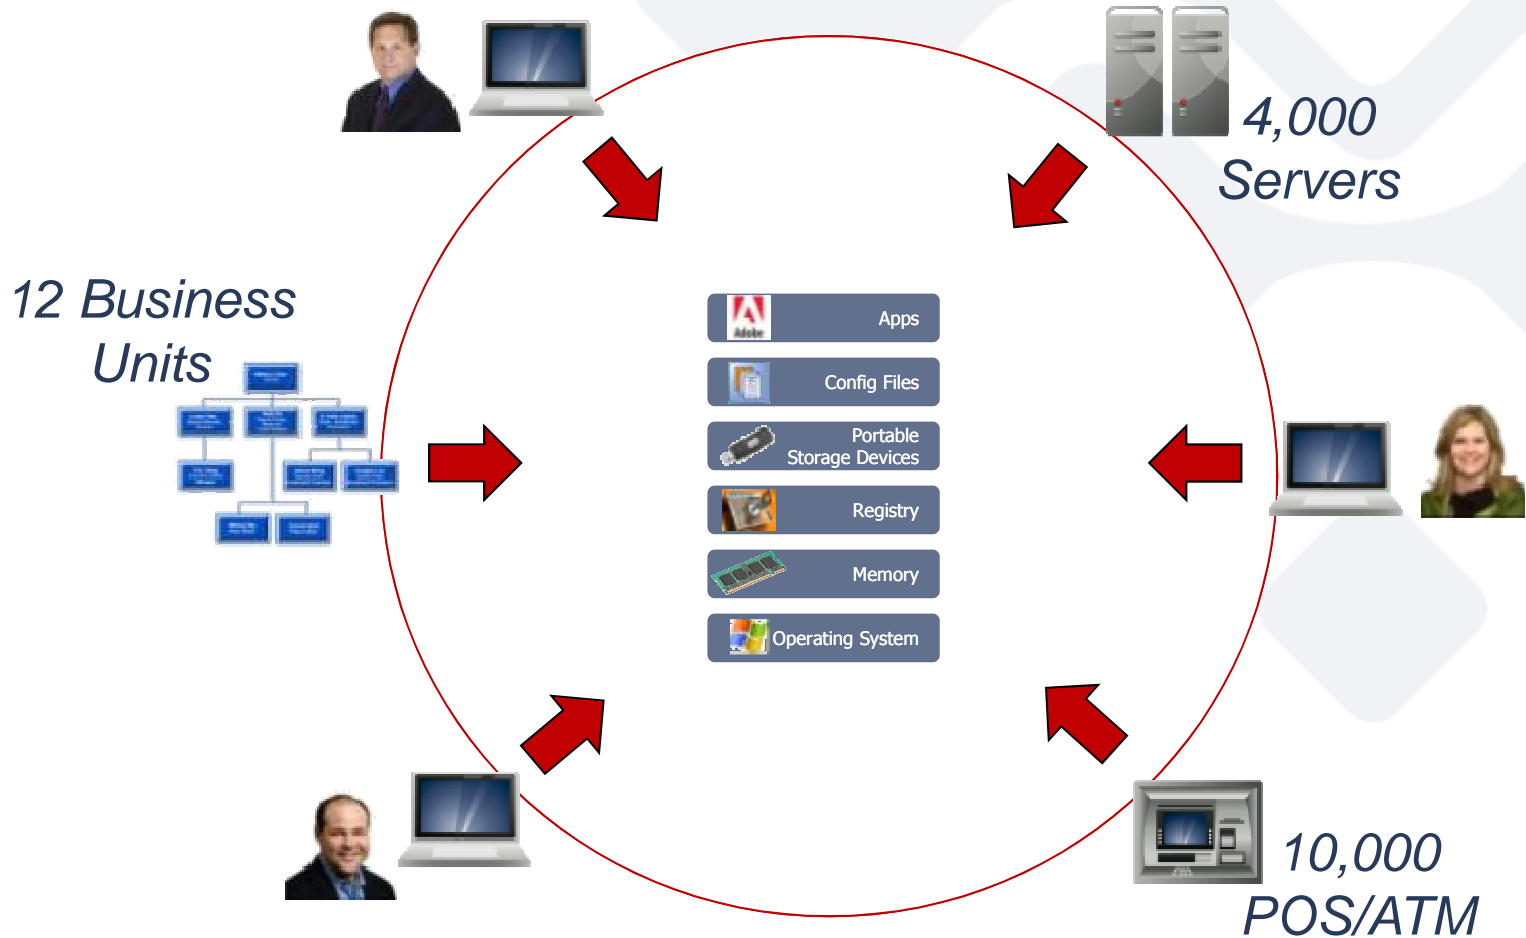 4,000
Servers
12 Business
Units
Adobe
Apps
Config Files
Portable
Storage Devices
Registry
Memory
Operating System
10,000
POS/ATM